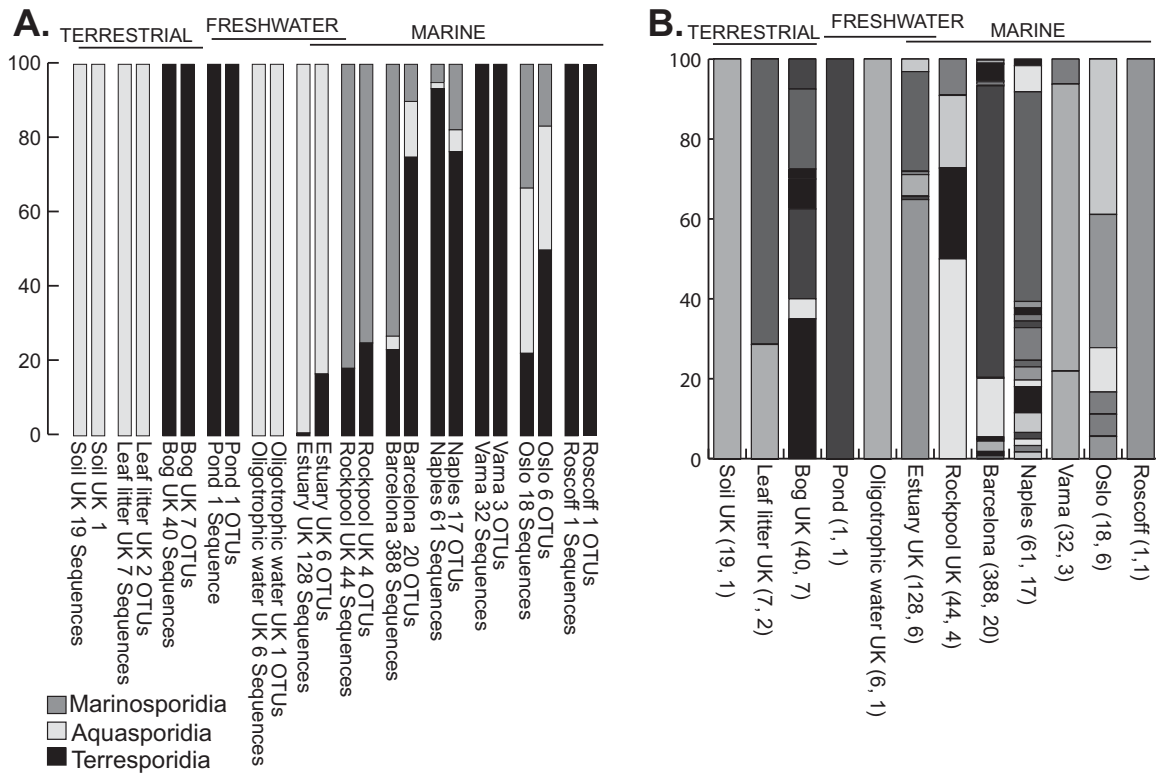 A.
TERRESTRIAL
FRESHWATER
MARINE
100
80
60
40
20
0
Soil UK 19 Sequences
Soil UK 1
Leaf litter UK 7 Sequences
Leaf litter UK 2 OTUs
Bog UK 40 Sequences
Bog UK 7 OTUs
Pond 1 Sequence
Pond 1 OTUs
Oligotrophic water UK 6 Sequences
Oligotrophic water UK 1 OTUs
Estuary UK 128 Sequences
Estuary UK 6 OTUs
Rockpool UK 44 Sequences
Rockpool UK 4 OTUs
Barcelona 388 Sequences
Barcelona 20 OTUs
Naples 61 Sequences
Naples 17 OTUs
Varna 32 Sequences
Varna 3 OTUs
Oslo 18 Sequences
Oslo 6 OTUs
Roscoff 1 Sequences
Roscoff 1 OTUs
Marinosporidia
Aquasporidia
Terresporidia
B.
TERRESTRIAL
FRESHWATER
MARINE
100
80
60
40
20
0
Soil UK (19, 1)
Leaf litter UK (7, 2)
Bog UK (40, 7)
Pond (1, 1)
Oligotrophic water UK (6, 1)
Estuary UK (128, 6)
Rockpool UK (44, 4)
Barcelona (388, 20)
Naples (61, 17)
Varna (32, 3)
Oslo (18, 6)
Roscoff (1,1)